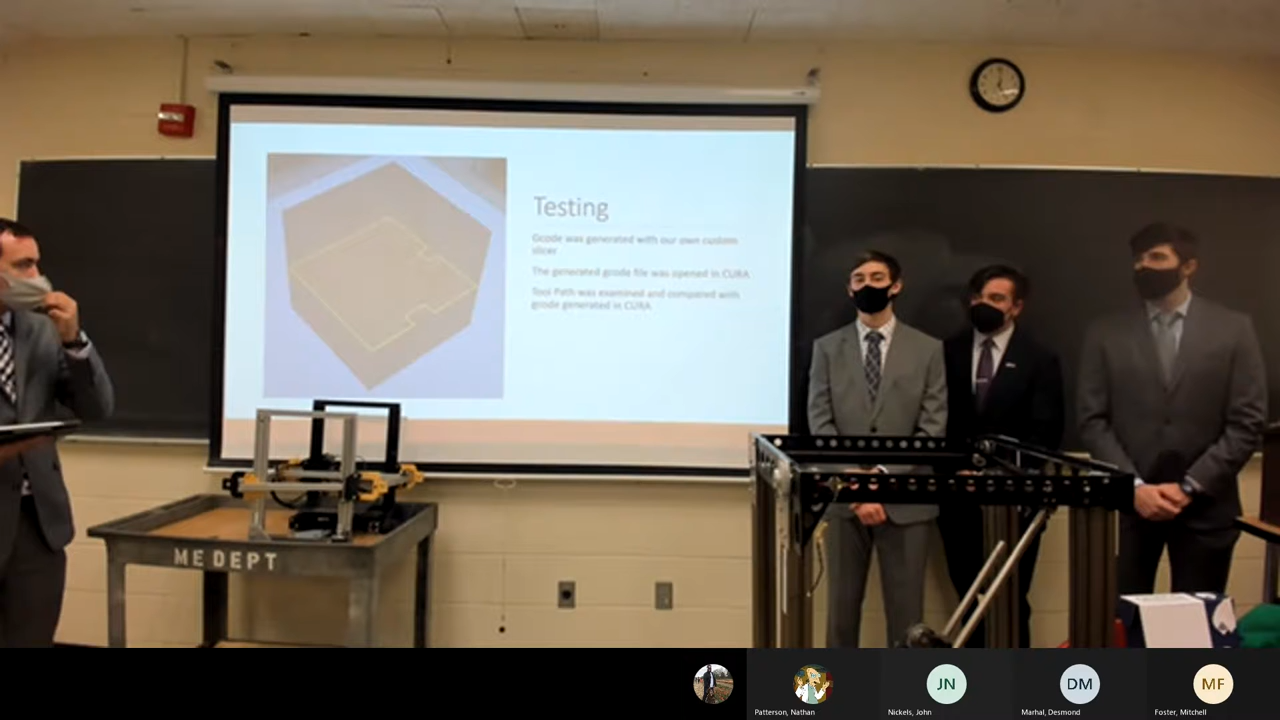 Testing
Gcode was generated with our own custom
slicer
The generated gcode file was opened in CURA
Tool Path was examined and compared with
gcode generated in CURA
ME DEPT
JN
DM
MF
Patterson, Nathan
Nickels, John
Marhal, Desmond
Foster, Mitchell